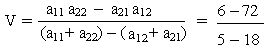 V = (a₁₁ a₂₂ − a₂₁ a₁₂) / ((a₁₁+ a₂₂) − (a₁₂+ a₂₁)) = (6 − 72) / (5 − 18)